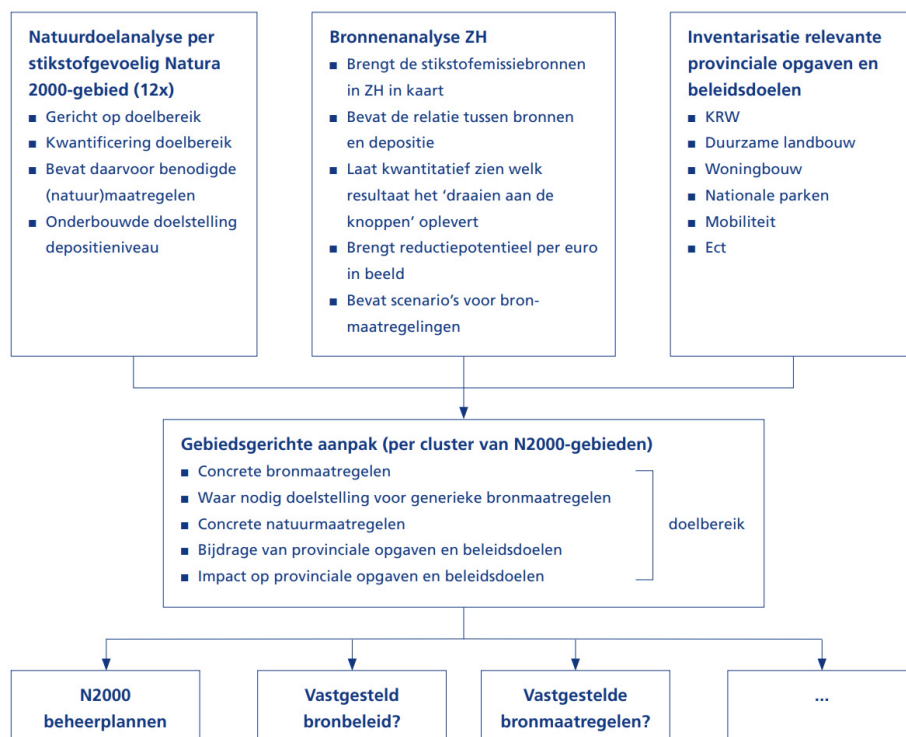 Natuurdoelanalyse per
stikstofgevoelig Natura
2000-gebied (12x)
▪ Gericht op doelbereik
▪ Kwantificering doelbereik
▪ Bevat daarvoor benodigde
(natuur)maatregelen
▪ Onderbouwde doelstelling
depositieniveau
Bronnenanalyse ZH
▪ Brengt de stikstofemissiebronnen
in ZH in kaart
▪ Bevat de relatie tussen bronnen
en depositie
▪ Laat kwantitatief zien welk
resultaat het ‘draaien aan de
knoppen’ oplevert
▪ Brengt reductiepotentieel per euro
in beeld
▪ Bevat scenario’s voor bron-
maatregelingen
Inventarisatie relevante
provinciale opgaven en
beleidsdoelen
▪ KRW
▪ Duurzame landbouw
▪ Woningbouw
▪ Nationale parken
▪ Mobiliteit
▪ Ect
Gebiedsgerichte aanpak (per cluster van N2000-gebieden)
▪ Concrete bronmaatregelen
▪ Waar nodig doelstelling voor generieke bronmaatregelen
▪ Concrete natuurmaatregelen
▪ Bijdrage van provinciale opgaven en beleidsdoelen
▪ Impact op provinciale opgaven en beleidsdoelen
doelbereik
N2000
beheerplannen
Vastgesteld
bronbeleid?
Vastgestelde
bronmaatregelen?
...